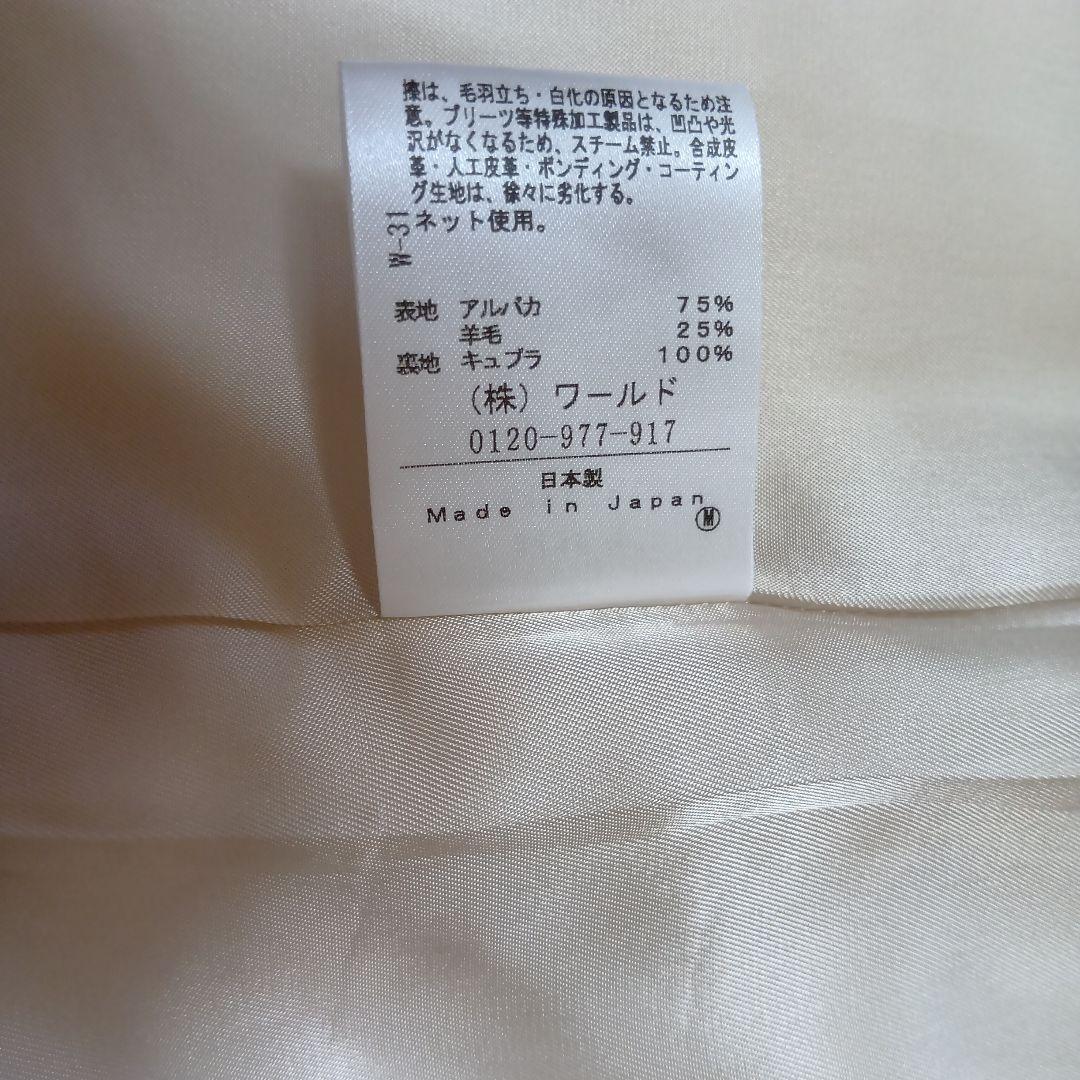 擦は、毛羽立ち・白化の原因となるため注
意。プリーツ等特殊加工製品は、凹凸や光
沢がなくなるため、スチーム禁止。合成皮
革・人工皮革・ボンディング・コーティン
グ生地は、徐々に劣化する。
ネット使用。
W-31
表地 アルパカ 75%
羊毛 25%
裏地 キュプラ 100%
(株) ワールド
0120-977-917
日本製
Made in Japan
M